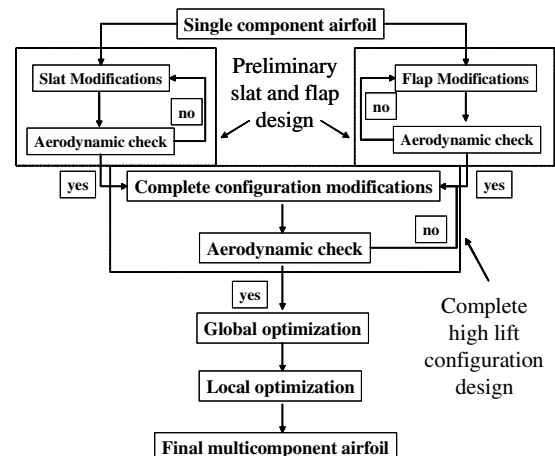 Single component airfoil
Slat Modifications
no
Aerodynamic check
Preliminary
slat and flap
design
Flap Modifications
no
Aerodynamic check
yes
Complete configuration modifications
yes
no
Aerodynamic check
yes
Global optimization
Local optimization
Final multicomponent airfoil
Complete
high lift
configuration
design